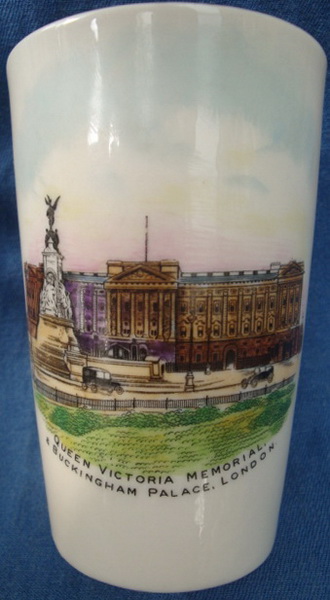 QUEEN VICTORIA MEMORIAL,
& BUCKINGHAM PALACE, LONDON.